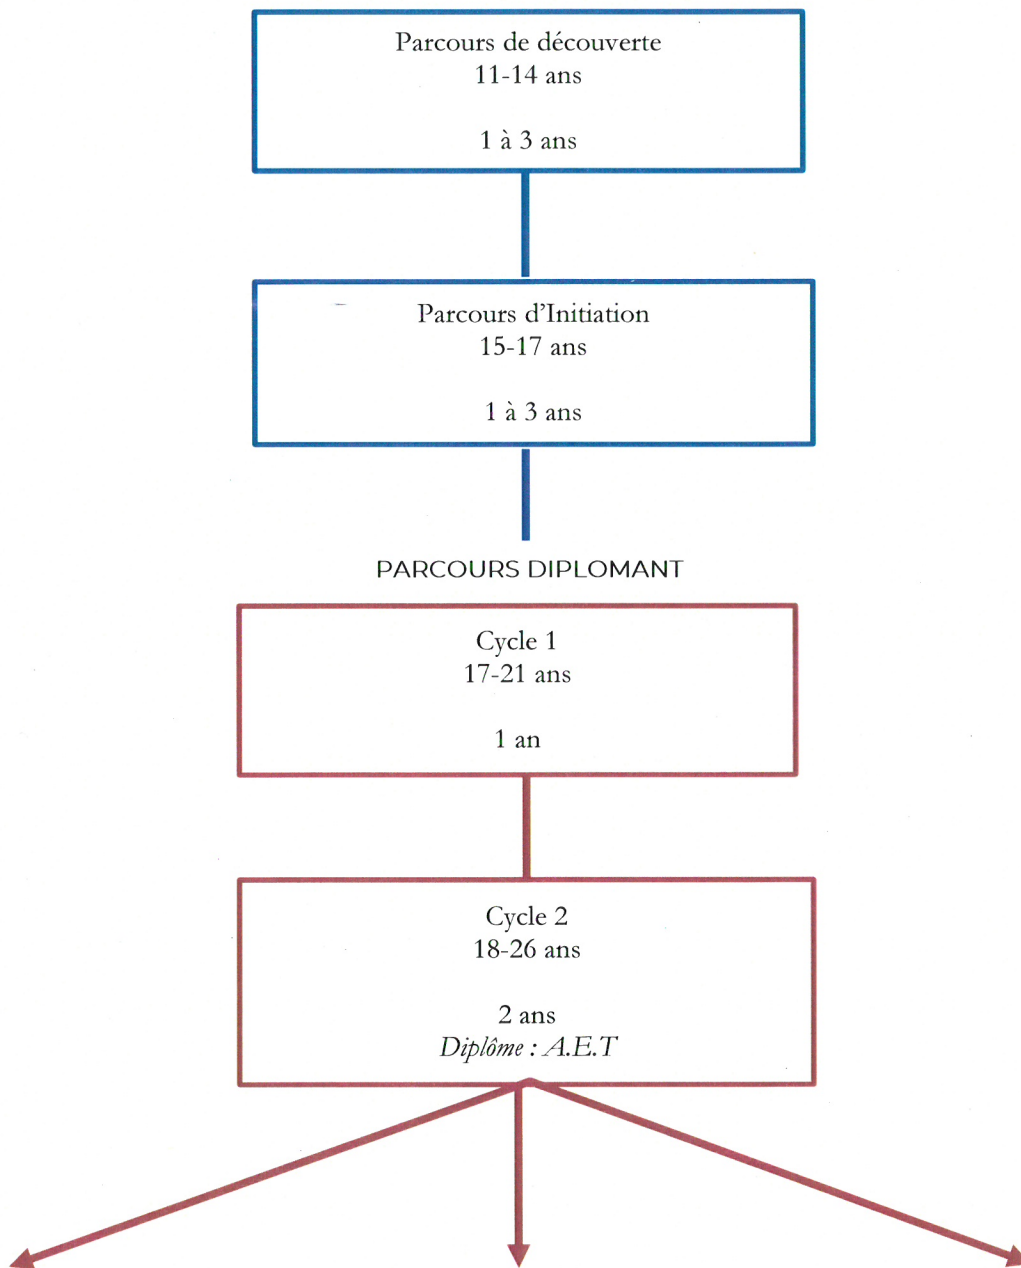 Parcours de découverte
11-14 ans
1 à 3 ans
Parcours d'Initiation
15-17 ans
1 à 3 ans
PARCOURS DIPLOMANT
Cycle 1
17-21 ans
1 an
Cycle 2
18-26 ans
2 ans
Diplôme : A.E.T